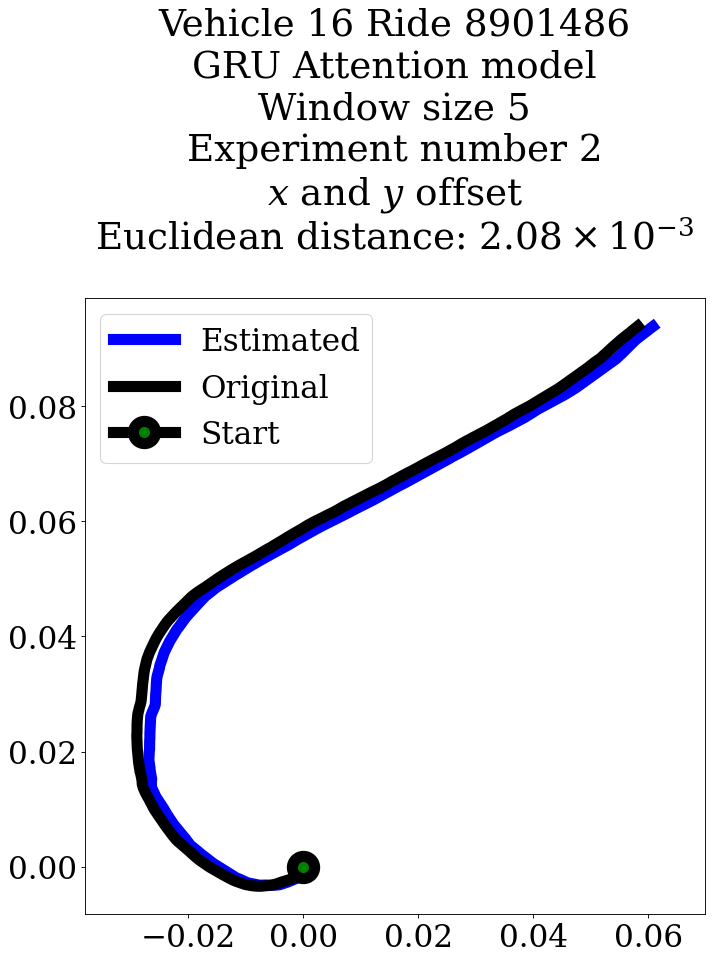 Vehicle 16 Ride 8901486
GRU Attention model
Window size 5
Experiment number 2
x and y offset
Euclidean distance: 2.08 × 10⁻³
Estimated
Original
Start
0.08
0.06
0.04
0.02
0.00
−0.02 0.00 0.02 0.04 0.06